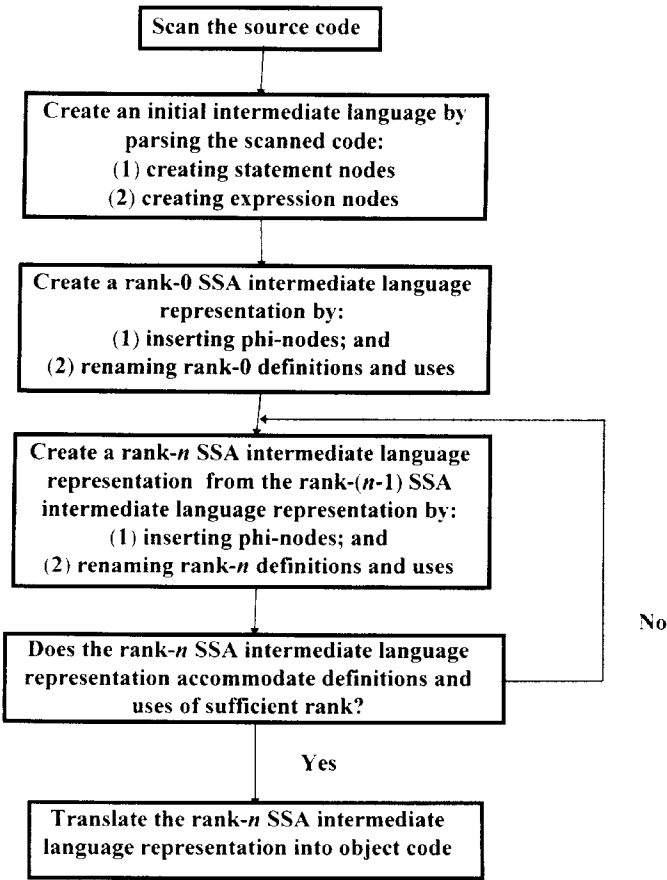 Scan the source code
Create an initial intermediate language by
parsing the scanned code:
(1) creating statement nodes
(2) creating expression nodes
Create a rank-0 SSA intermediate language
representation by:
(1) inserting phi-nodes; and
(2) renaming rank-0 definitions and uses
Create a rank-n SSA intermediate language
representation from the rank-(n-1) SSA
intermediate language representation by:
(1) inserting phi-nodes; and
(2) renaming rank-n definitions and uses
No
Does the rank-n SSA intermediate language
representation accommodate definitions and
uses of sufficient rank?
Yes
Translate the rank-n SSA intermediate
language representation into object code